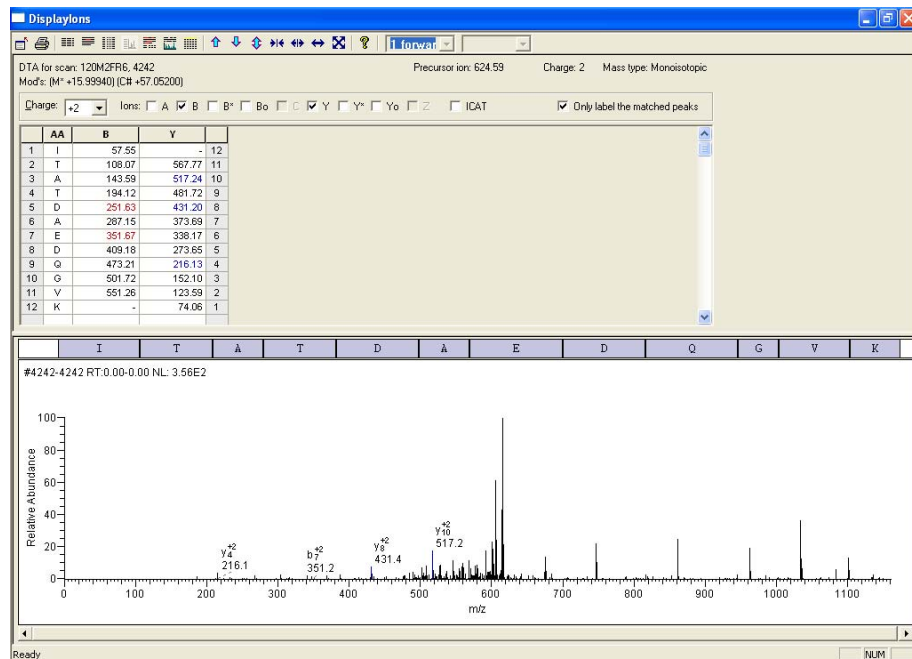 DisplayIons
1 forwar
DTA for scan: 120M2FR6, 4242 Precursor ion: 624.59 Charge: 2 Mass type: Monoisotopic
Mod's: (M* +15.99940) (C# +57.05200)
Charge: +2 Ions: A B B* Bo C Y Y* Yo Z ICAT Only label the matched peaks
AA B Y
1 I 57.55 - 12
2 T 108.07 567.77 11
3 A 143.59 517.24 10
4 T 194.12 481.72 9
5 D 251.63 431.20 8
6 A 287.15 373.69 7
7 E 351.67 338.17 6
8 D 409.18 273.65 5
9 Q 473.21 216.13 4
10 G 501.72 152.10 3
11 V 551.26 123.59 2
12 K - 74.06 1
I T A T D A E D Q G V K
#4242-4242 RT:0.00-0.00 NL: 3.56E2
100
80
60
40
20
0
Relative Abundance
y4+2
216.1
b7+2
351.2
y8+2
431.4
y10+2
517.2
0 100 200 300 400 500 600 700 800 900 1000 1100
m/z
Ready NUM